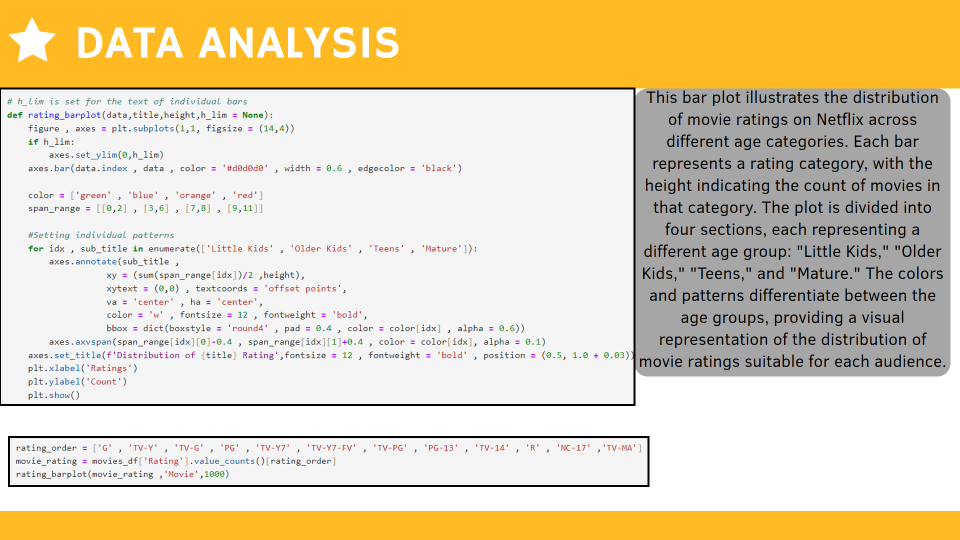 DATA ANALYSIS
# h_lim is set for the text of individual bars
def rating_barplot(data,title,height,h_lim = None):
    figure , axes = plt.subplots(1,1, figsize = (14,4))
    if h_lim:
        axes.set_ylim(0,h_lim)
    axes.bar(data.index , data , color = '#d0d0d0' , width = 0.6 , edgecolor = 'black')
    color = ['green' , 'blue' , 'orange' , 'red']
    span_range = [[0,2] , [3,6] , [7,8] , [9,11]]
    #Setting individual patterns
    for idx , sub_title in enumerate(['Little Kids' , 'Older Kids' , 'Teens' , 'Mature']):
        axes.annotate(sub_title ,
                   xy = (sum(span_range[idx])/2 ,height),
                   xytext = (0,0) , textcoords = 'offset points',
                   va = 'center' , ha = 'center',
                   color = 'w' , fontsize = 12 , fontweight = 'bold',
                   bbox = dict(boxstyle = 'round4' , pad = 0.4 , color = color[idx] , alpha = 0.6))
        axes.axvspan(span_range[idx][0]-0.4 , span_range[idx][1]+0.4 , color = color[idx], alpha = 0.1)
    axes.set_title(f'Distribution of {title} Rating',fontsize = 12 , fontweight = 'bold' , position = (0.5, 1.0 + 0.03))
    plt.xlabel('Ratings')
    plt.ylabel('Count')
    plt.show()
This bar plot illustrates the distribution
of movie ratings on Netflix across
different age categories. Each bar
represents a rating category, with the
height indicating the count of movies in
that category. The plot is divided into
four sections, each representing a
different age group: "Little Kids," "Older
Kids," "Teens," and "Mature." The colors
and patterns differentiate between the
age groups, providing a visual
representation of the distribution of
movie ratings suitable for each audience.
rating_order = ['G' , 'TV-Y' , 'TV-G' , 'PG' , 'TV-Y7' , 'TV-Y7-FV' , 'TV-PG' , 'PG-13' , 'TV-14' , 'R' , 'NC-17' ,'TV-MA']
movie_rating = movies_df['Rating'].value_counts()[rating_order]
rating_barplot(movie_rating ,'Movie',1000)